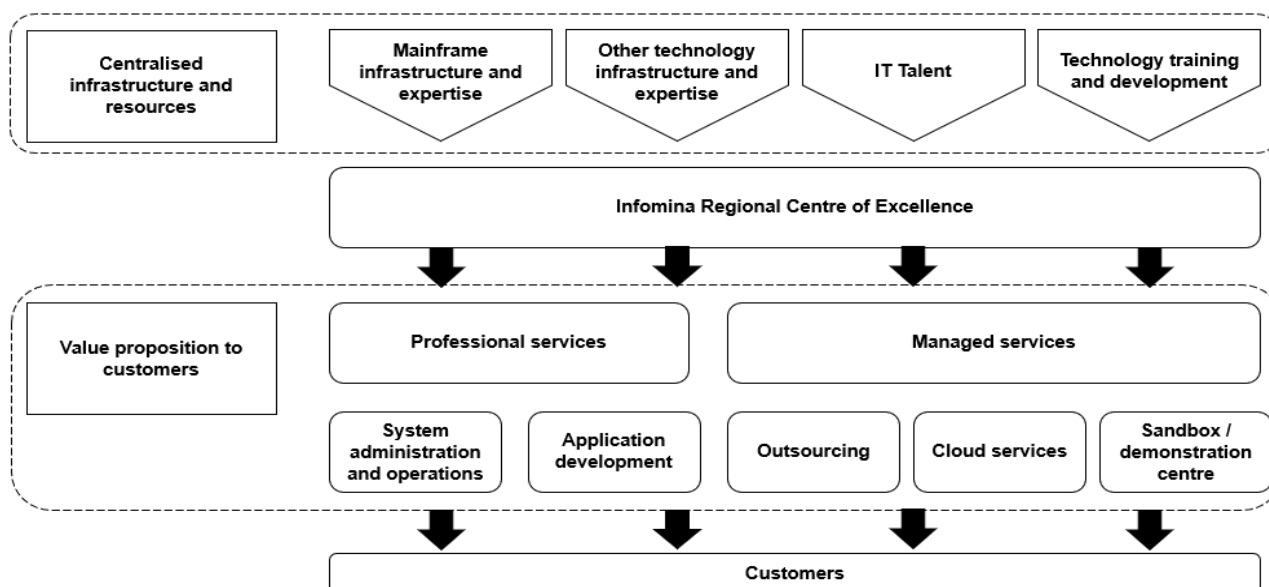 Centralised
infrastructure and
resources
Mainframe
infrastructure and
expertise
Other technology
infrastructure and
expertise
IT Talent
Technology training
and development
Infomina Regional Centre of Excellence
Value proposition to
customers
Professional services
Managed services
System
administration
and operations
Application
development
Outsourcing
Cloud services
Sandbox /
demonstration
centre
Customers